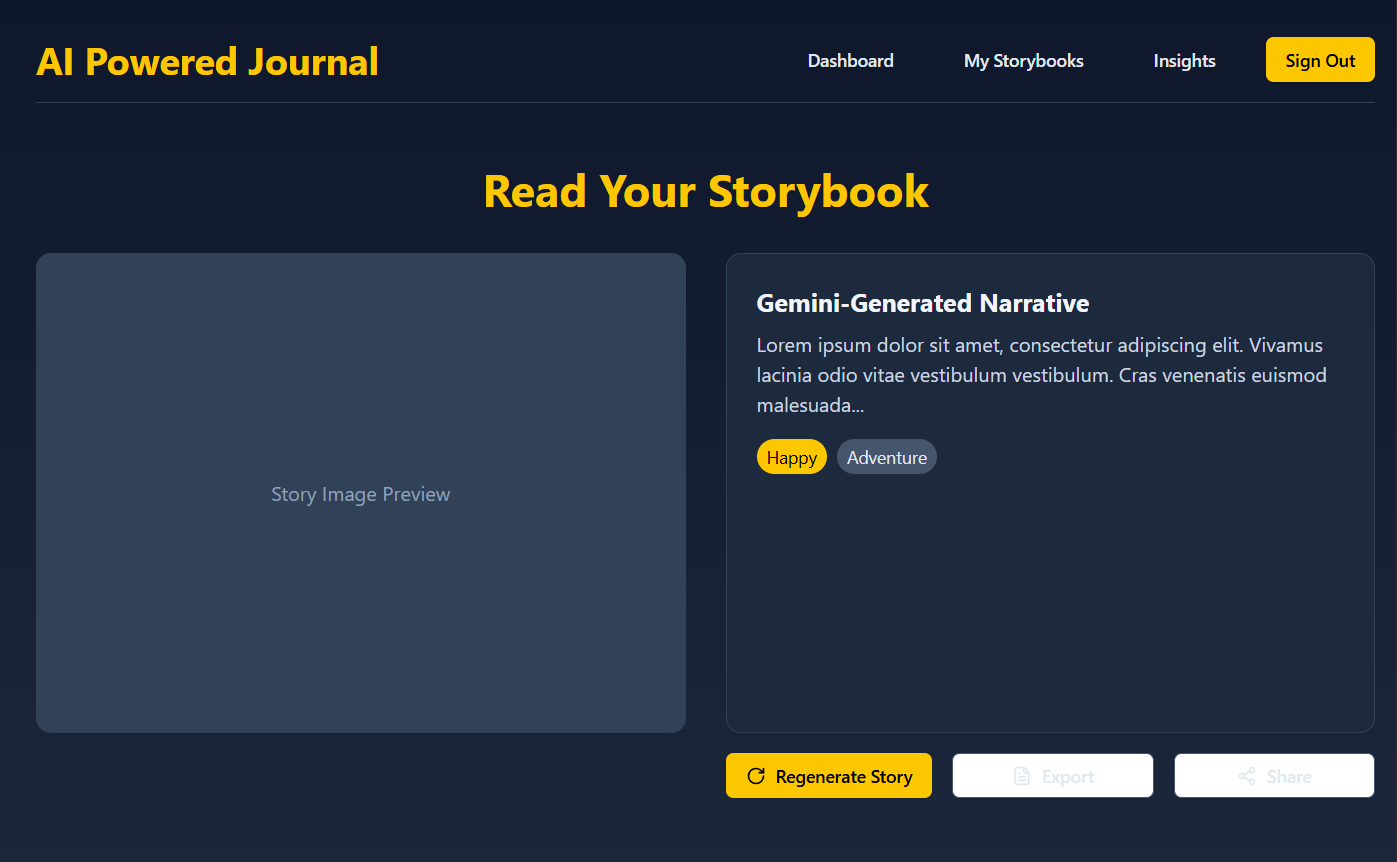 AI Powered Journal
Dashboard
My Storybooks
Insights
Sign Out
Read Your Storybook
Story Image Preview
Gemini-Generated Narrative
Lorem ipsum dolor sit amet, consectetur adipiscing elit. Vivamus
lacinia odio vitae vestibulum vestibulum. Cras venenatis euismod
malesuada...
Happy
Adventure
Regenerate Story
Export
Share